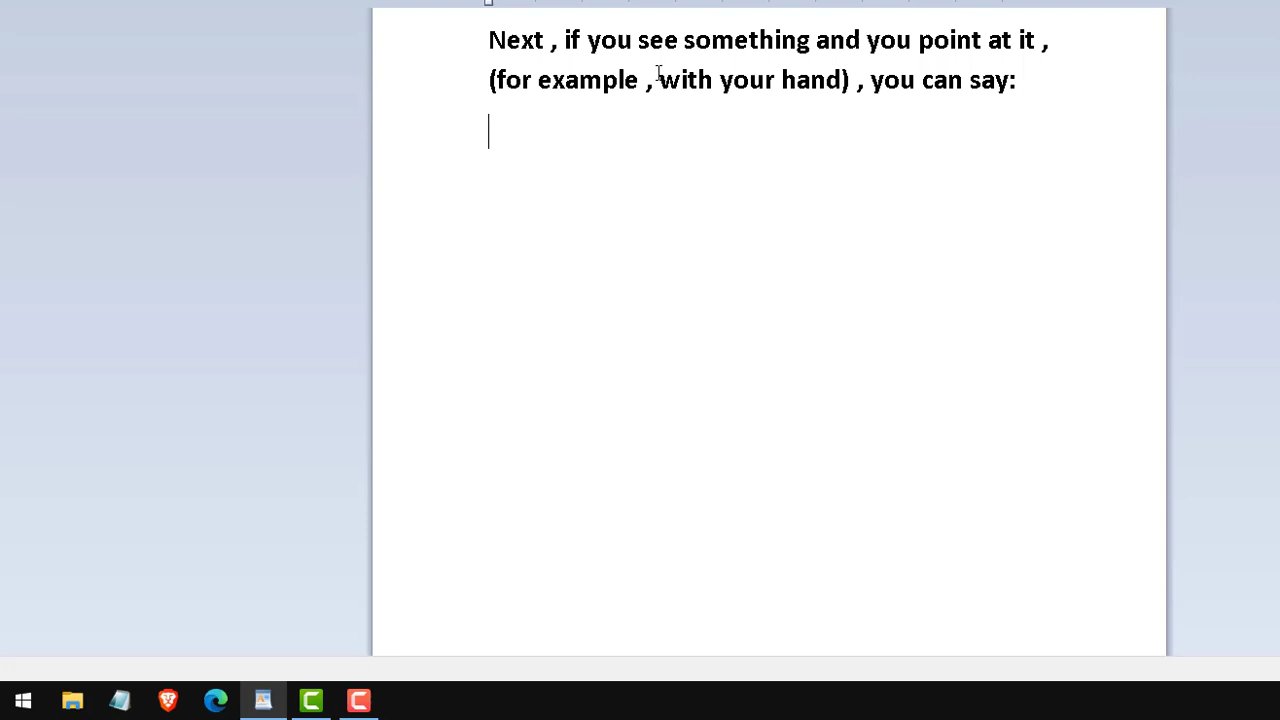 Next , if you see something and you point at it ,
(for example , with your hand) , you can say: